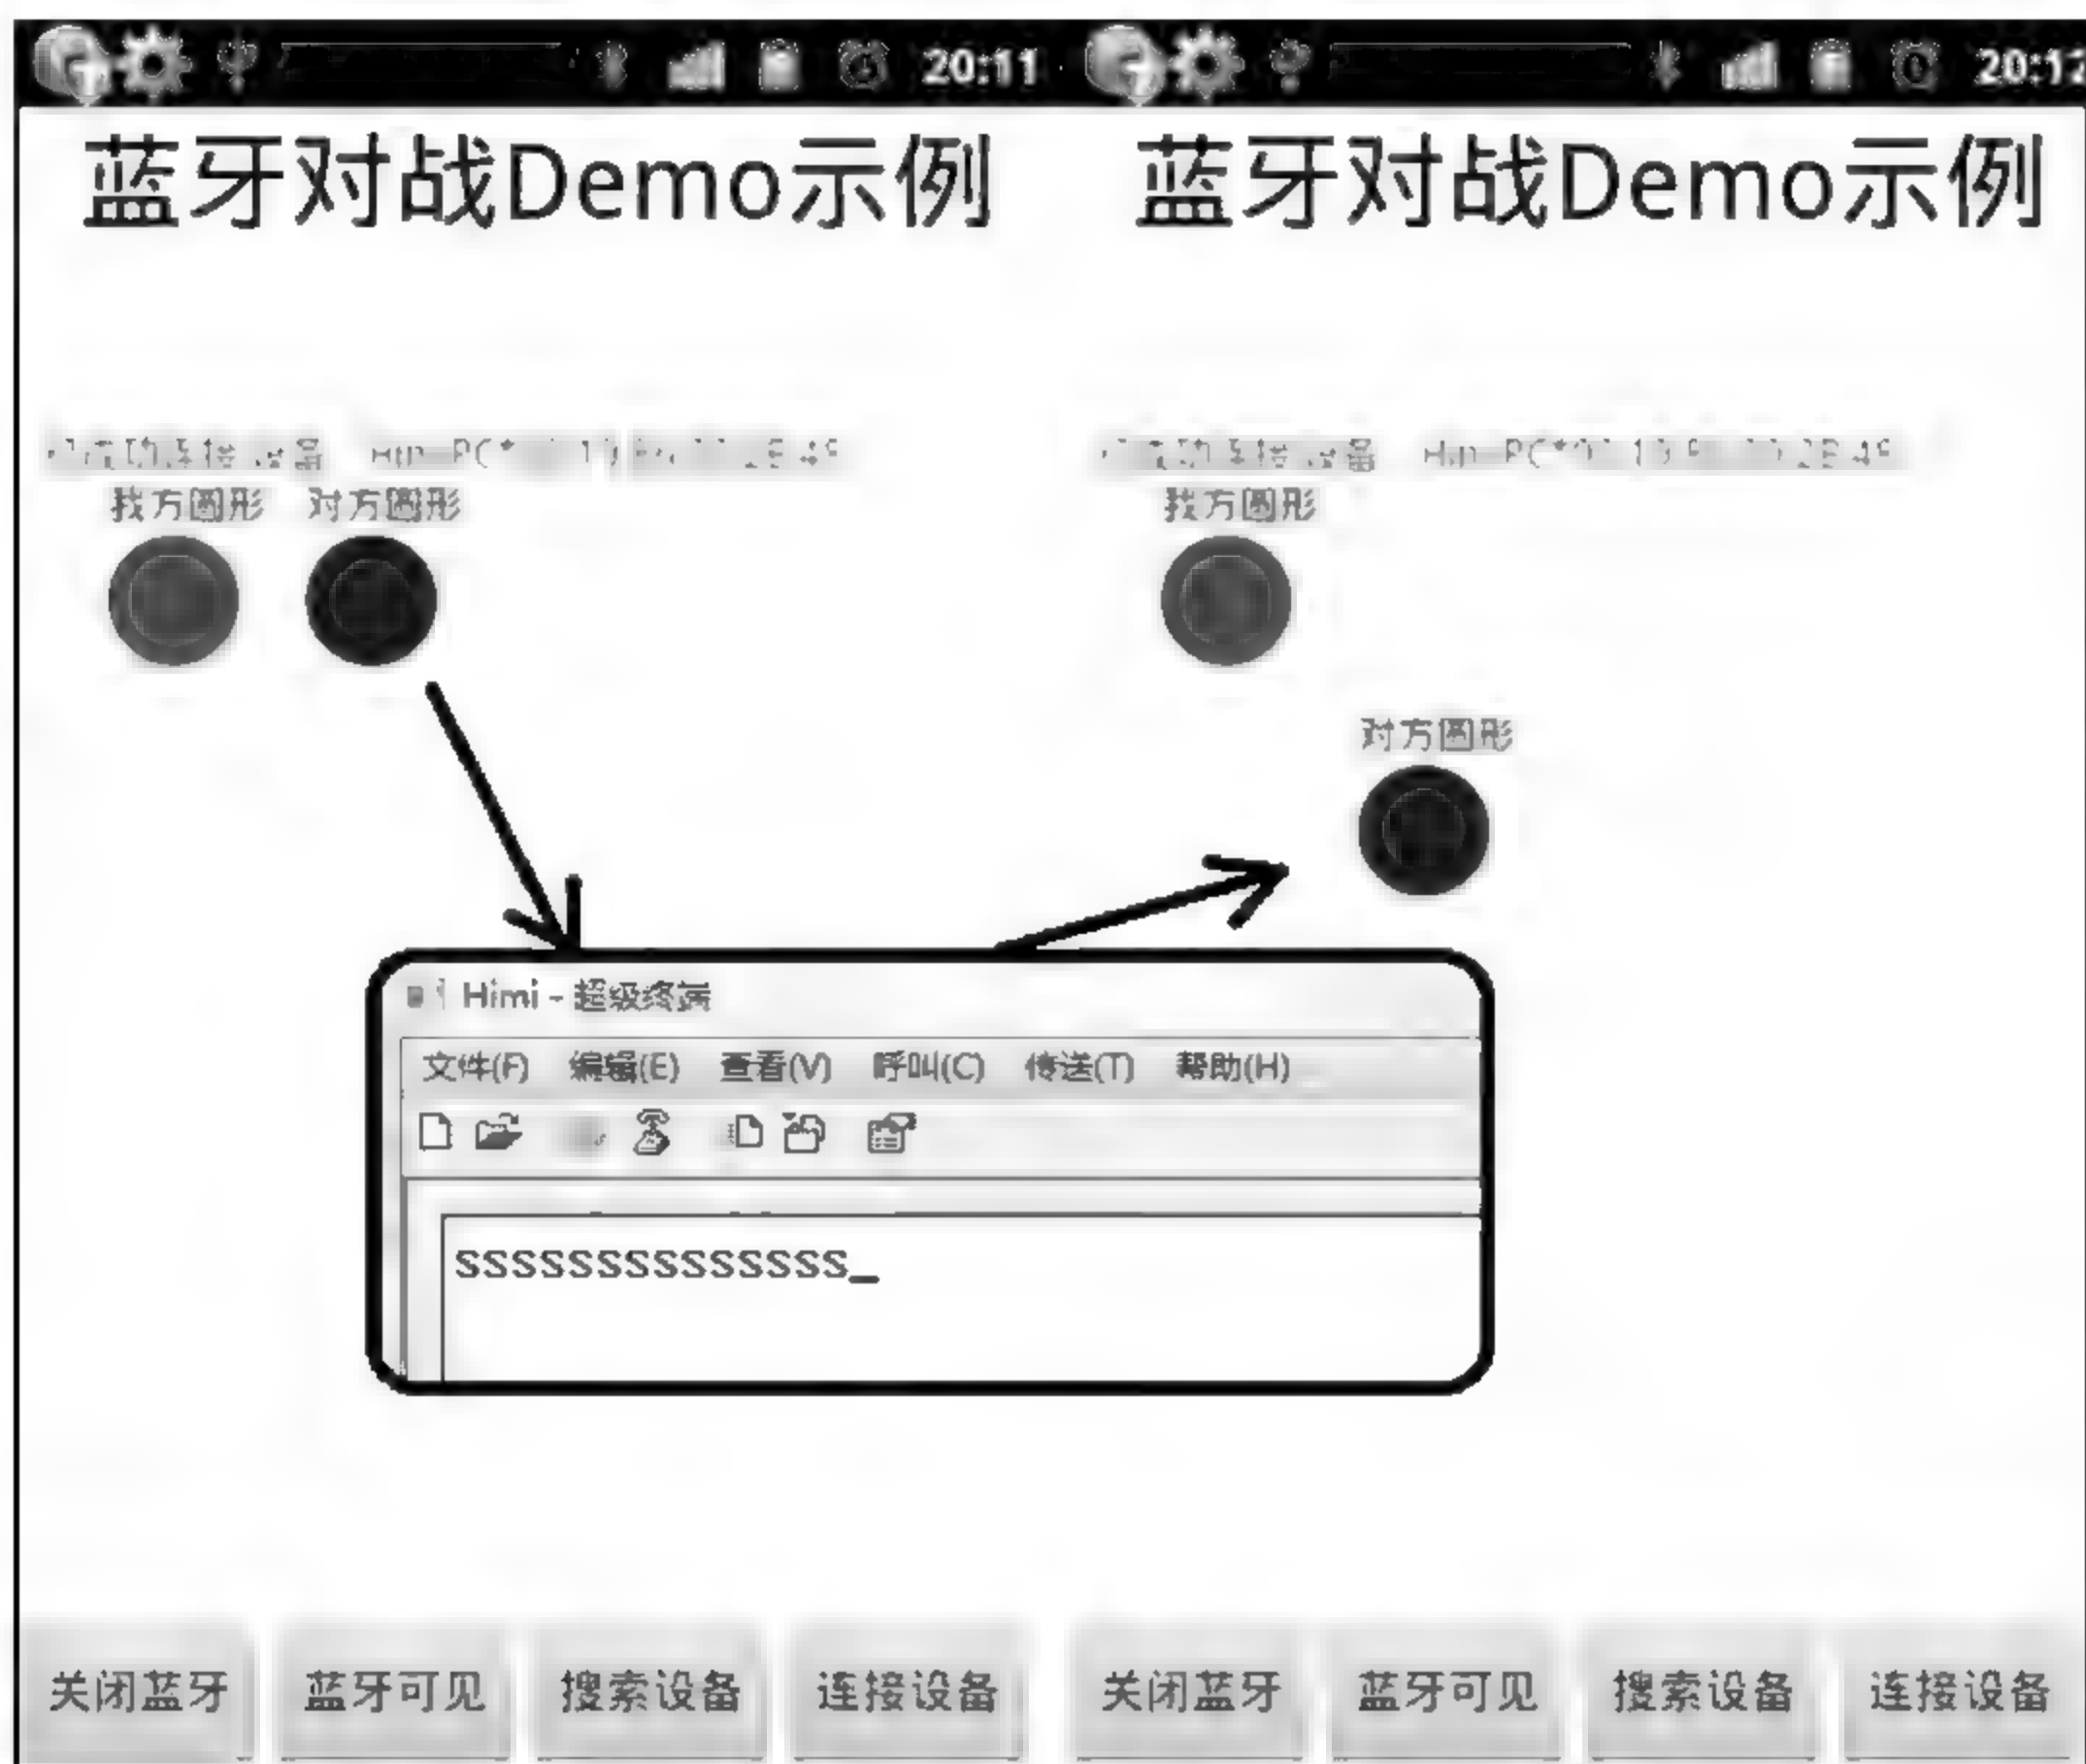 20:11
蓝牙对战Demo示例
我方圆形 对方圆形
关闭蓝牙 蓝牙可见 搜索设备 连接设备
20:12
蓝牙对战Demo示例
我方圆形
对方圆形
关闭蓝牙 蓝牙可见 搜索设备 连接设备
Himi - 超级终端
文件(F) 编辑(E) 查看(V) 呼叫(C) 传送(T) 帮助(H)
ssssssssssssss_